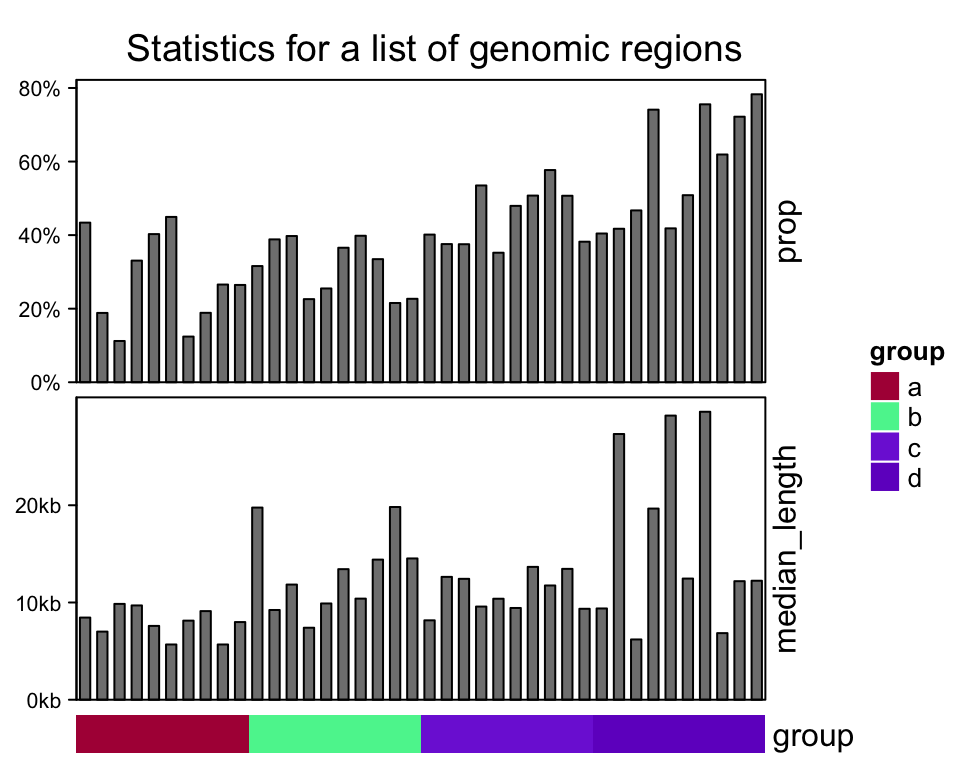 Statistics for a list of genomic regions
80%
60%
40%
20%
0%
prop
20kb
10kb
0kb
median_length
group
group
a
b
c
d